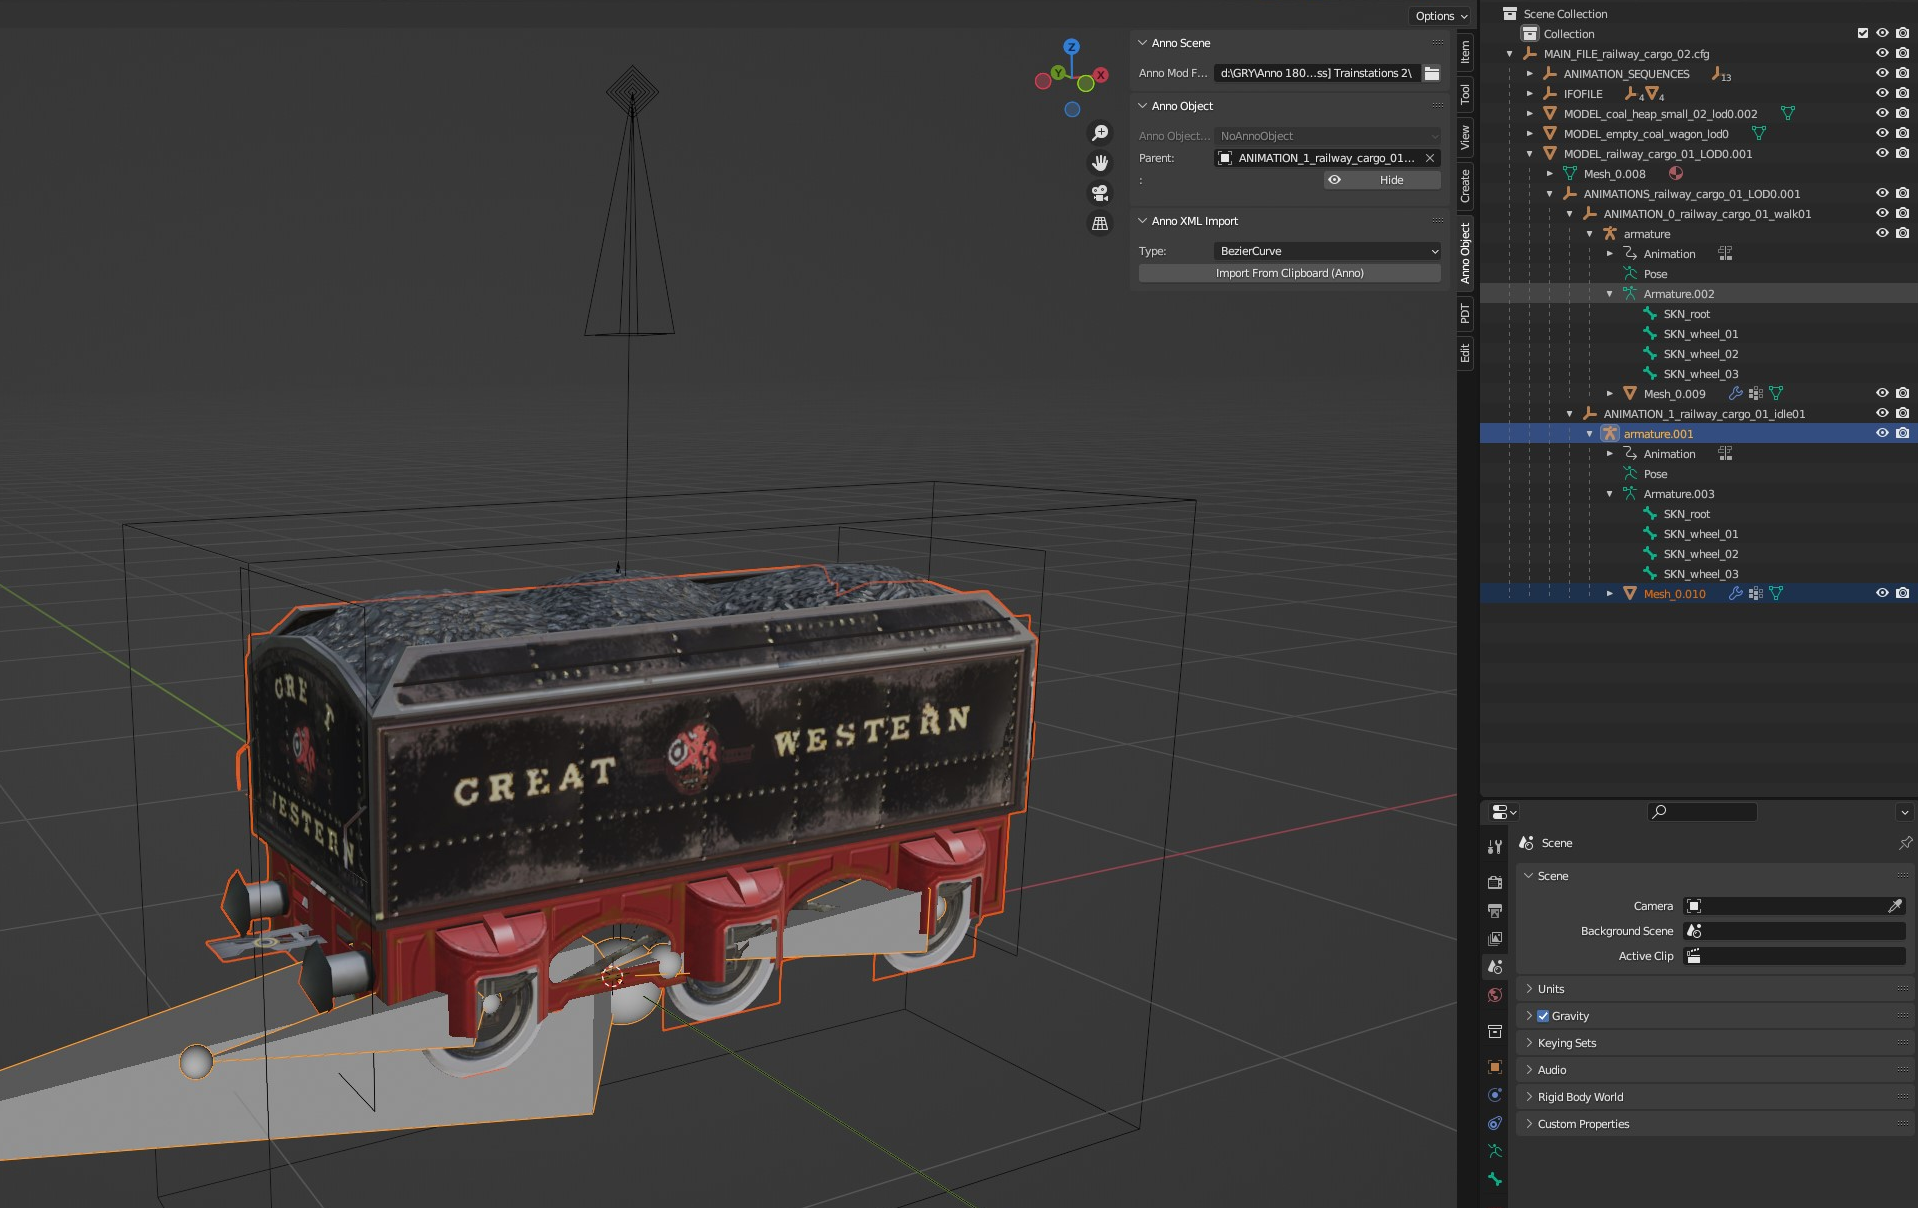 Options
Z
Y
X
Anno Scene
Anno Mod F... d:\GRY\Anno 180...ss] Trainstations 2\
Anno Object
Anno Object... NoAnnoObject
Parent: ANIMATION_1_railway_cargo_01...
: Hide
Anno XML Import
Type: BezierCurve
Import From Clipboard (Anno)
Item
Tool
View
Create
Anno Object
PDT
Edit
GREAT WESTERN
Scene Collection
Collection
MAIN_FILE_railway_cargo_02.cfg
ANIMATION_SEQUENCES 13
IFOFILE 4 4
MODEL_coal_heap_small_02_lod0.002
MODEL_empty_coal_wagon_lod0
MODEL_railway_cargo_01_LOD0.001
Mesh_0.008
ANIMATIONS_railway_cargo_01_LOD0.001
ANIMATION_0_railway_cargo_01_walk01
armature
Animation
Pose
Armature.002
SKN_root
SKN_wheel_01
SKN_wheel_02
SKN_wheel_03
Mesh_0.009
ANIMATION_1_railway_cargo_01_idle01
armature.001
Animation
Pose
Armature.003
SKN_root
SKN_wheel_01
SKN_wheel_02
SKN_wheel_03
Mesh_0.010
Scene
Scene
Camera
Background Scene
Active Clip
Units
Gravity
Keying Sets
Audio
Rigid Body World
Custom Properties